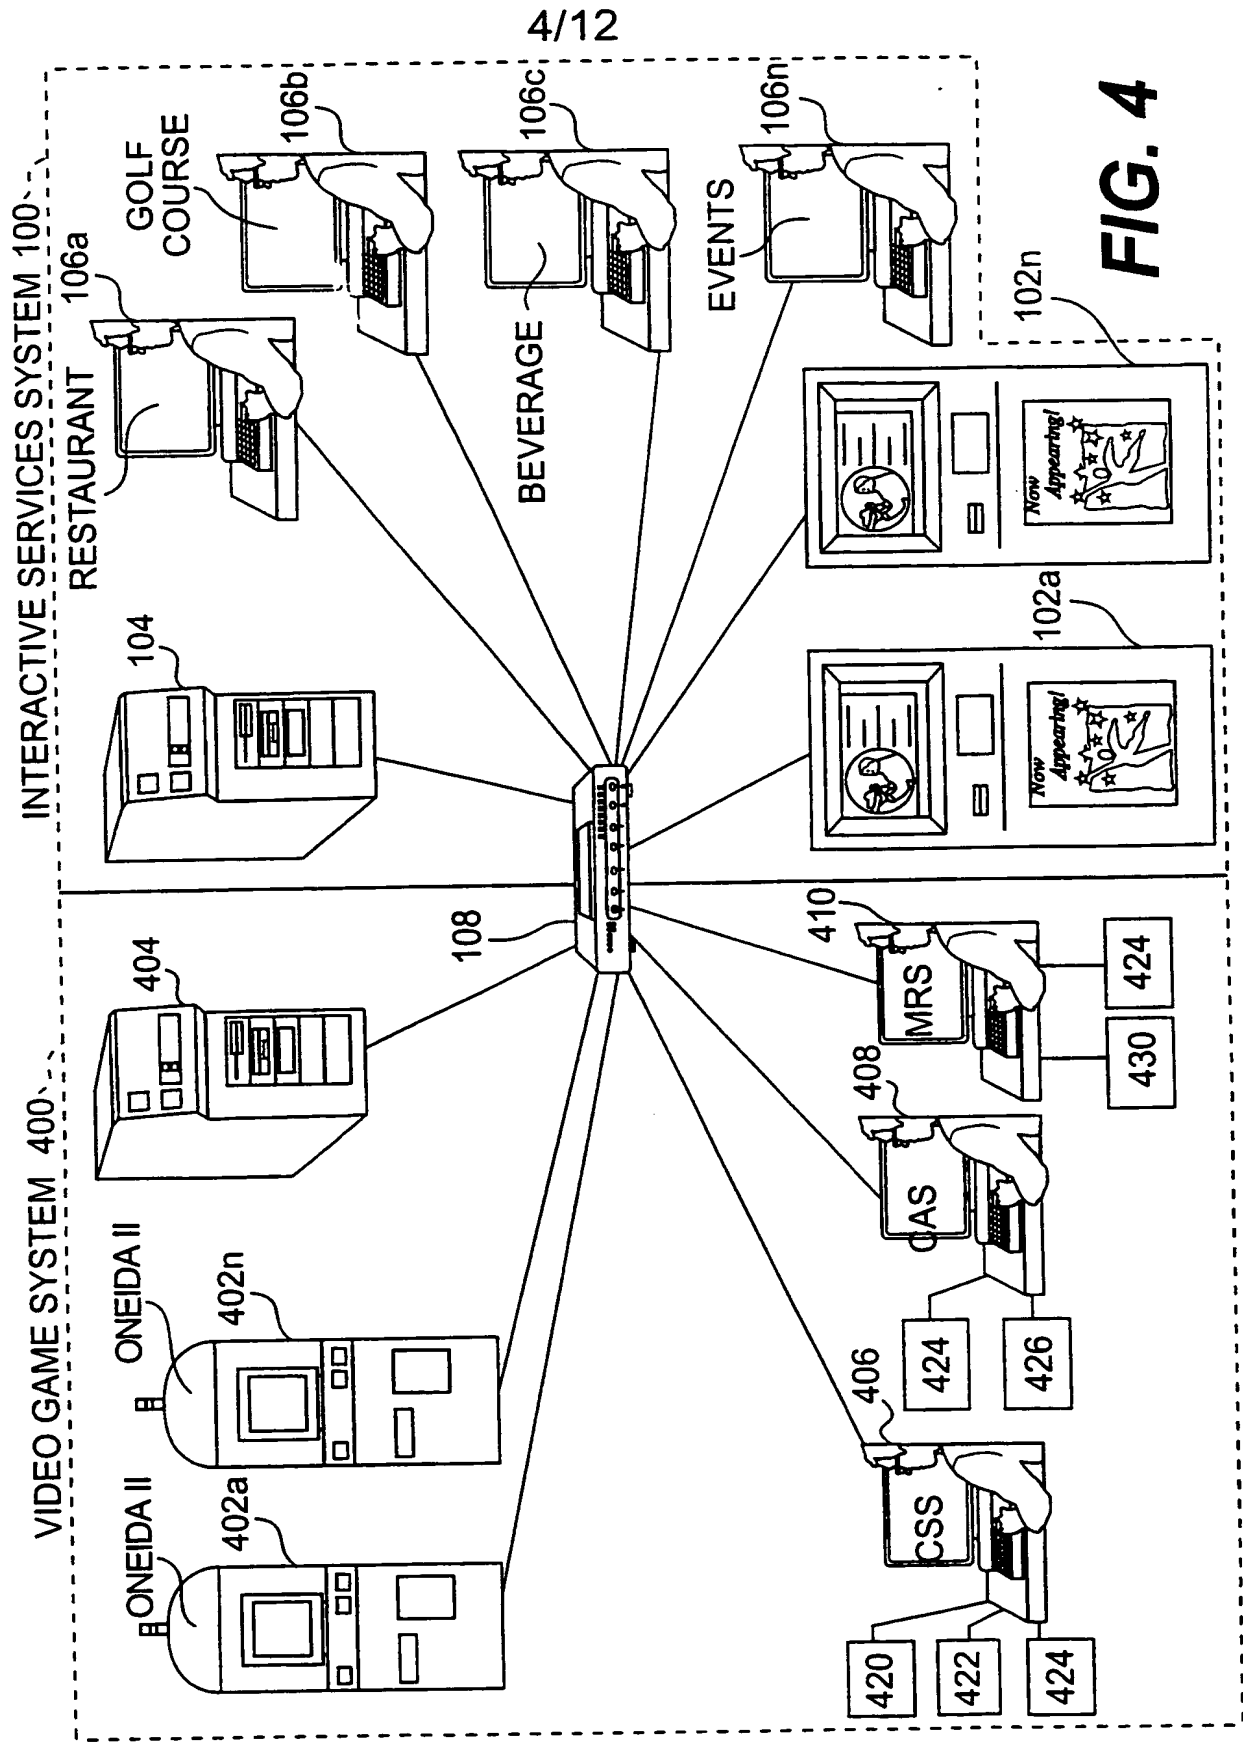 4/12
VIDEO GAME SYSTEM 400
INTERACTIVE SERVICES SYSTEM 100
ONEIDA II
402a
ONEIDA II
402n
404
104
RESTAURANT
106a
GOLF
COURSE
106b
108
BEVERAGE
106c
EVENTS
106n
CSS
406
420
422
424
CAS
408
424
426
MRS
410
430
424
Now
Appearing!
102a
Now
Appearing!
102n
FIG. 4